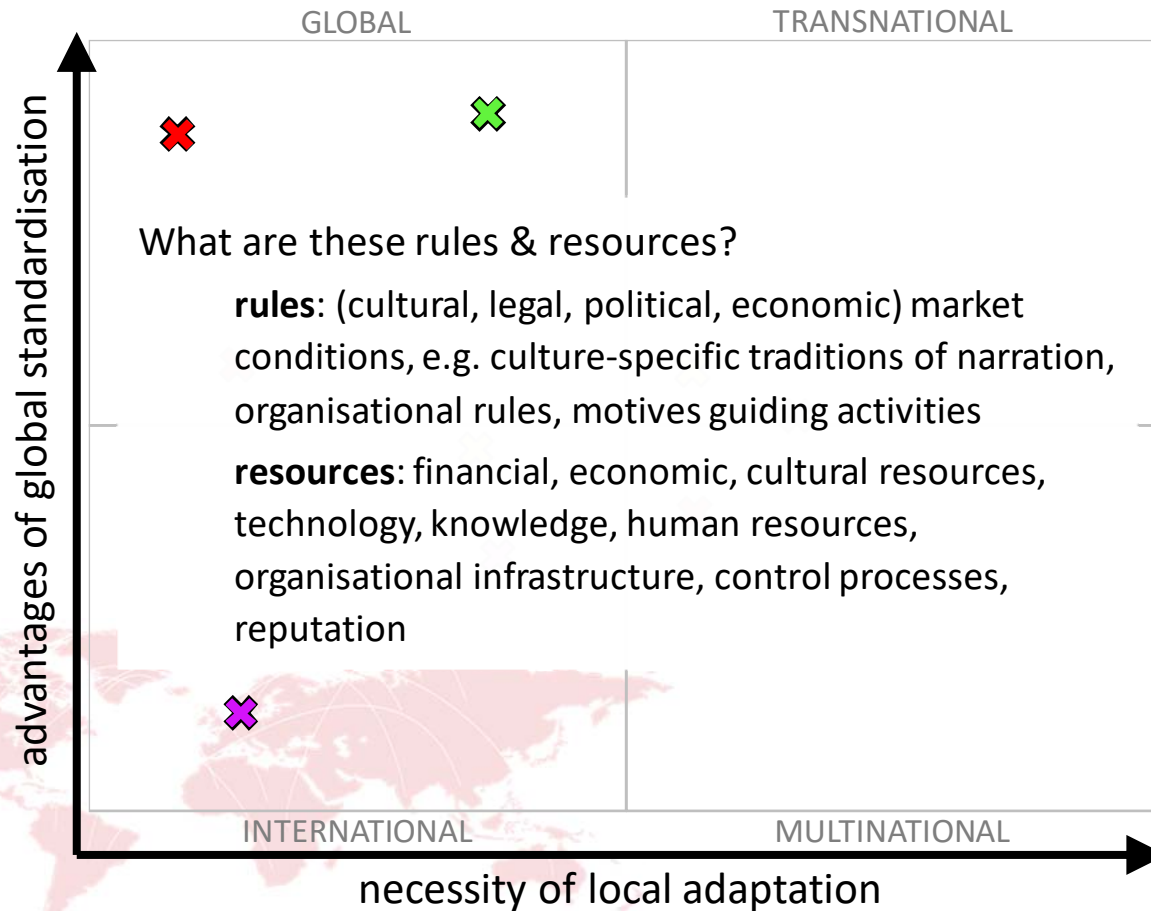 GLOBAL
TRANSNATIONAL
advantages of global standardisation
What are these rules & resources?
rules: (cultural, legal, political, economic) market
conditions, e.g. culture-specific traditions of narration,
organisational rules, motives guiding activities
resources: financial, economic, cultural resources,
technology, knowledge, human resources,
organisational infrastructure, control processes,
reputation
INTERNATIONAL
MULTINATIONAL
necessity of local adaptation